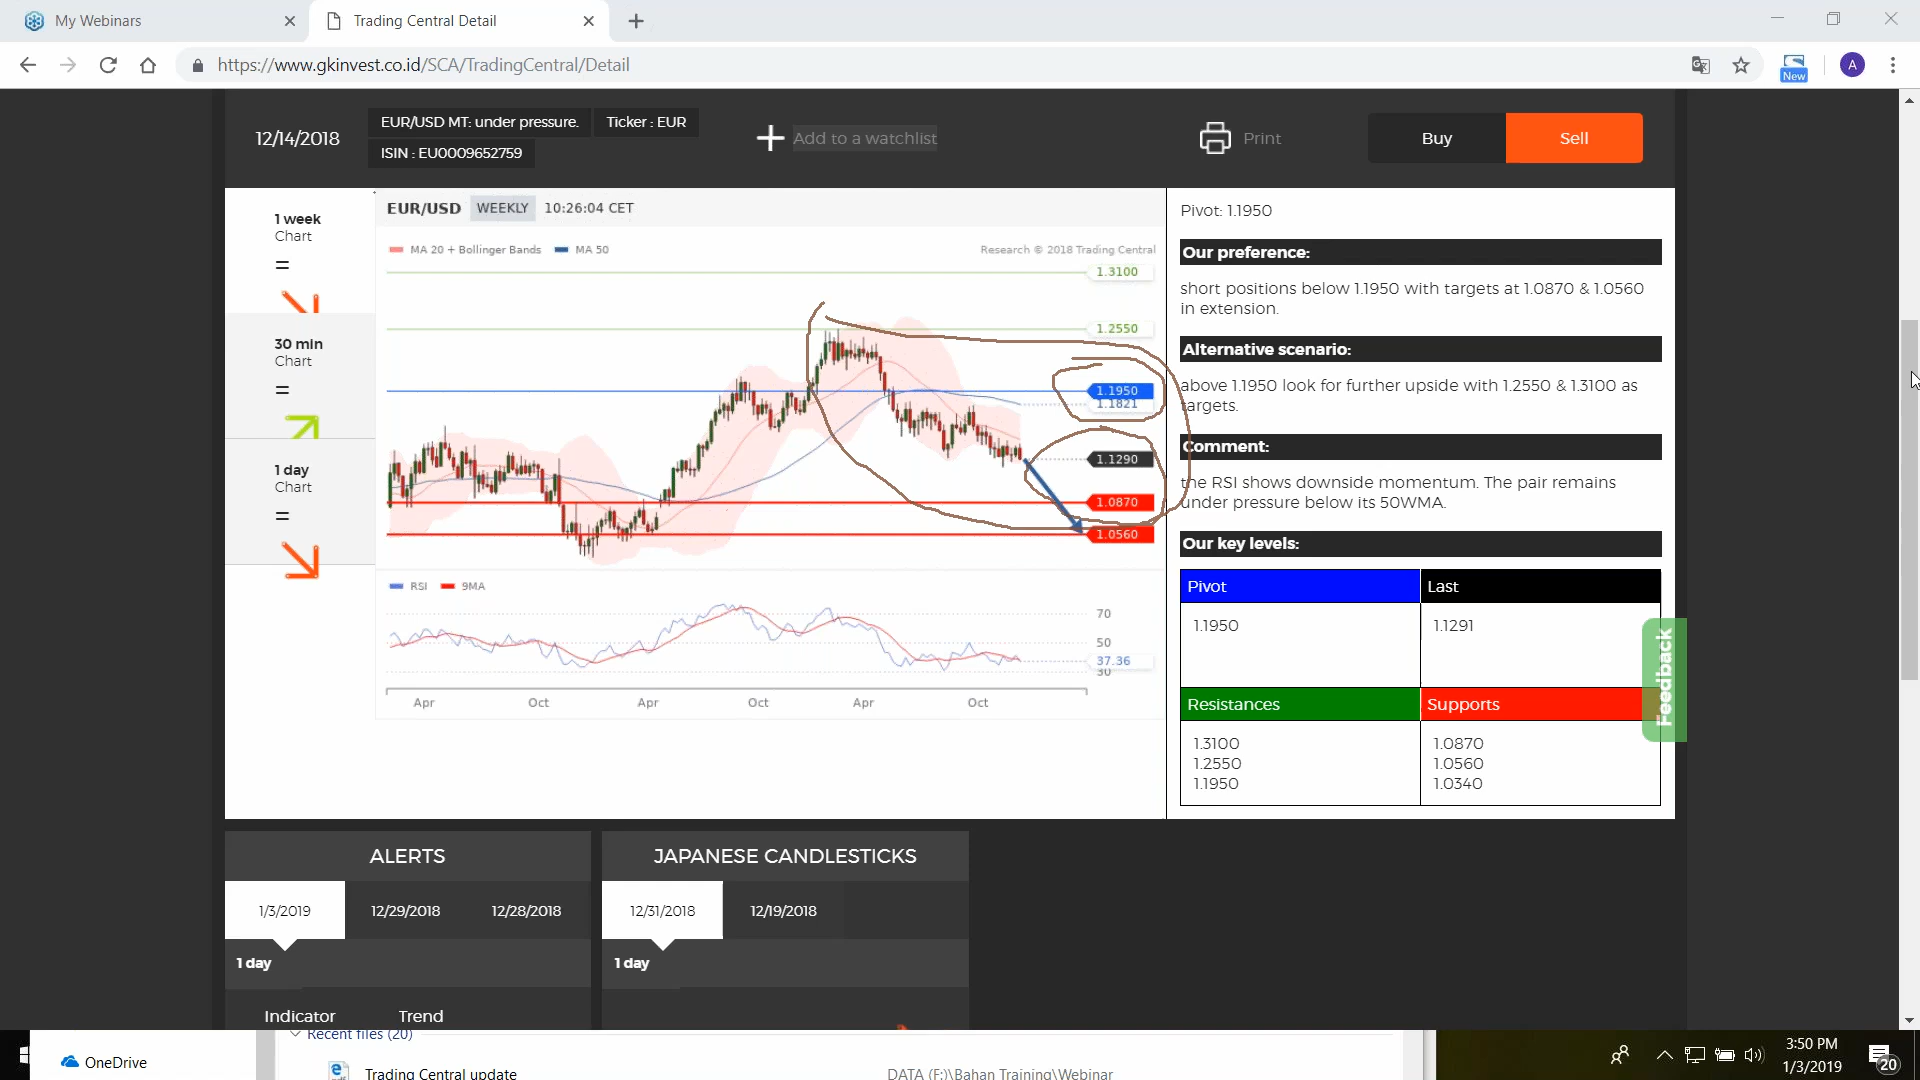 My Webinars
Trading Central Detail
https://www.gkinvest.co.id/SCA/TradingCentral/Detail
New
A
12/14/2018
EUR/USD MT: under pressure.
Ticker : EUR
ISIN : EU0009652759
Add to a watchlist
Print
Buy
Sell
1 week
Chart
=
30 min
Chart
=
1 day
Chart
=
EUR/USD WEEKLY 10:26:04 CET
MA 20 + Bollinger Bands MA 50
Research © 2018 Trading Central
1.3100
1.2550
1.1950
1.1821
1.1290
1.0870
1.0560
RSI 9MA
70
50
37.36
30
Apr Oct Apr Oct Apr Oct
Pivot: 1.1950
Our preference:
short positions below 1.1950 with targets at 1.0870 & 1.0560
in extension.
Alternative scenario:
above 1.1950 look for further upside with 1.2550 & 1.3100 as
targets.
Comment:
the RSI shows downside momentum. The pair remains
under pressure below its 50WMA.
Our key levels:
Pivot Last
1.1950 1.1291
Resistances Supports
1.3100 1.0870
1.2550 1.0560
1.1950 1.0340
Feedback
ALERTS
1/3/2019 12/29/2018 12/28/2018
1 day
Indicator Trend
JAPANESE CANDLESTICKS
12/31/2018 12/19/2018
1 day
OneDrive
Recent files (20)
Trading Central update
DATA (F:)\Bahan Training\Webinar
3:50 PM
1/3/2019
20